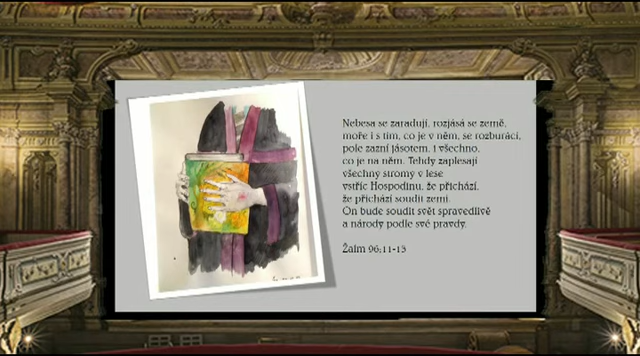 Nebesa se zaradují, rozjásá se země,
moře i s tím, co je v něm, se rozburácí,
pole zazní jásotem, i všechno,
co je na něm. Tehdy zaplesají
všechny stromy v lese
vstříc Hospodinu, že přichází,
že přichází soudit zemi.
On bude soudit svět spravedlivě
a národy podle své pravdy.
Žalm 96;11-13